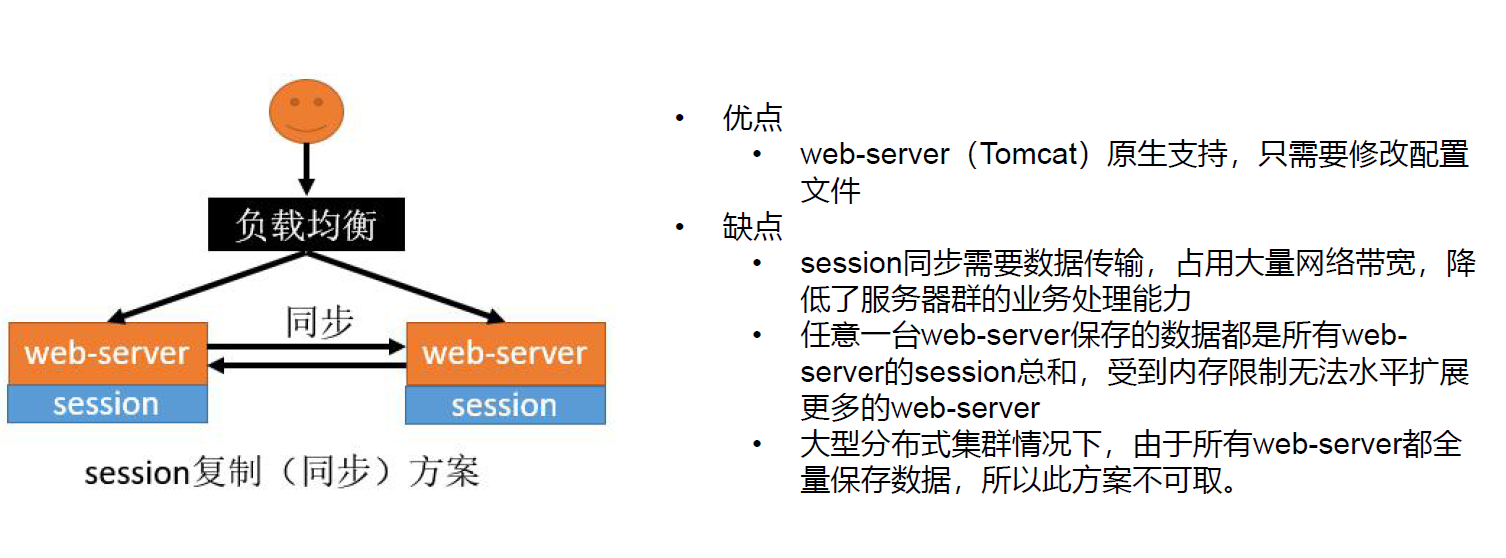 负载均衡
同步
web-server
web-server
session
session
session复制（同步）方案
• 优点
• web-server（Tomcat）原生支持，只需要修改配置
文件
• 缺点
• session同步需要数据传输，占用大量网络带宽，降
低了服务器群的业务处理能力
• 任意一台web-server保存的数据都是所有web-
server的session总和，受到内存限制无法水平扩展
更多的web-server
• 大型分布式集群情况下，由于所有web-server都全
量保存数据，所以此方案不可取。